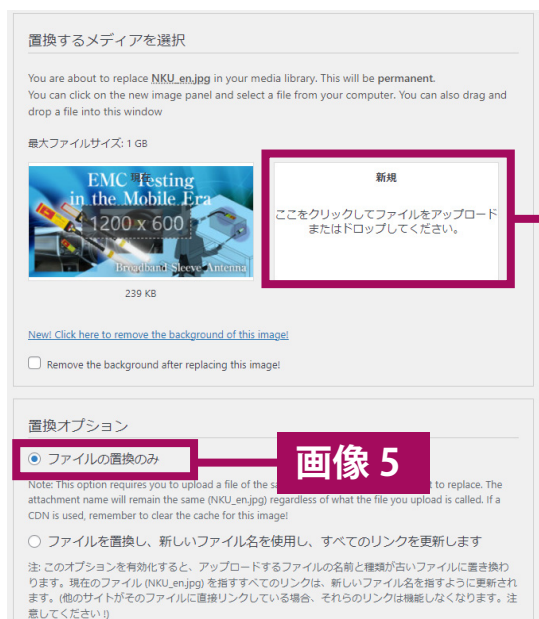 置換するメディアを選択
You are about to replace NKU_en.jpg in your media library. This will be permanent.
You can click on the new image panel and select a file from your computer. You can also drag and
drop a file into this window
最大ファイルサイズ: 1 GB
EMC Testing
現在
in the Mobile Era
1200 x 600
Broadband Sleeve Antenna
239 KB
新規
ここをクリックしてファイルをアップロード
またはドロップしてください。
New! Click here to remove the background of this image!
Remove the background after replacing this image!
置換オプション
ファイルの置換のみ
画像 5
Note: This option requires you to upload a file of the sa t to replace. The
attachment name will remain the same (NKU_en.jpg) regardless of what the file you upload is called. If a
CDN is used, remember to clear the cache for this image!
ファイルを置換し、新しいファイル名を使用し、すべてのリンクを更新します
注: このオプションを有効化すると、アップロードするファイルの名前と種類が古いファイルに置き換わ
ります。現在のファイル (NKU_en.jpg) を指すすべてのリンクは、新しいファイル名を指すように更新され
ます。(他のサイトがそのファイルに直接リンクしている場合、それらのリンクは機能しなくなります。注
意してください !)